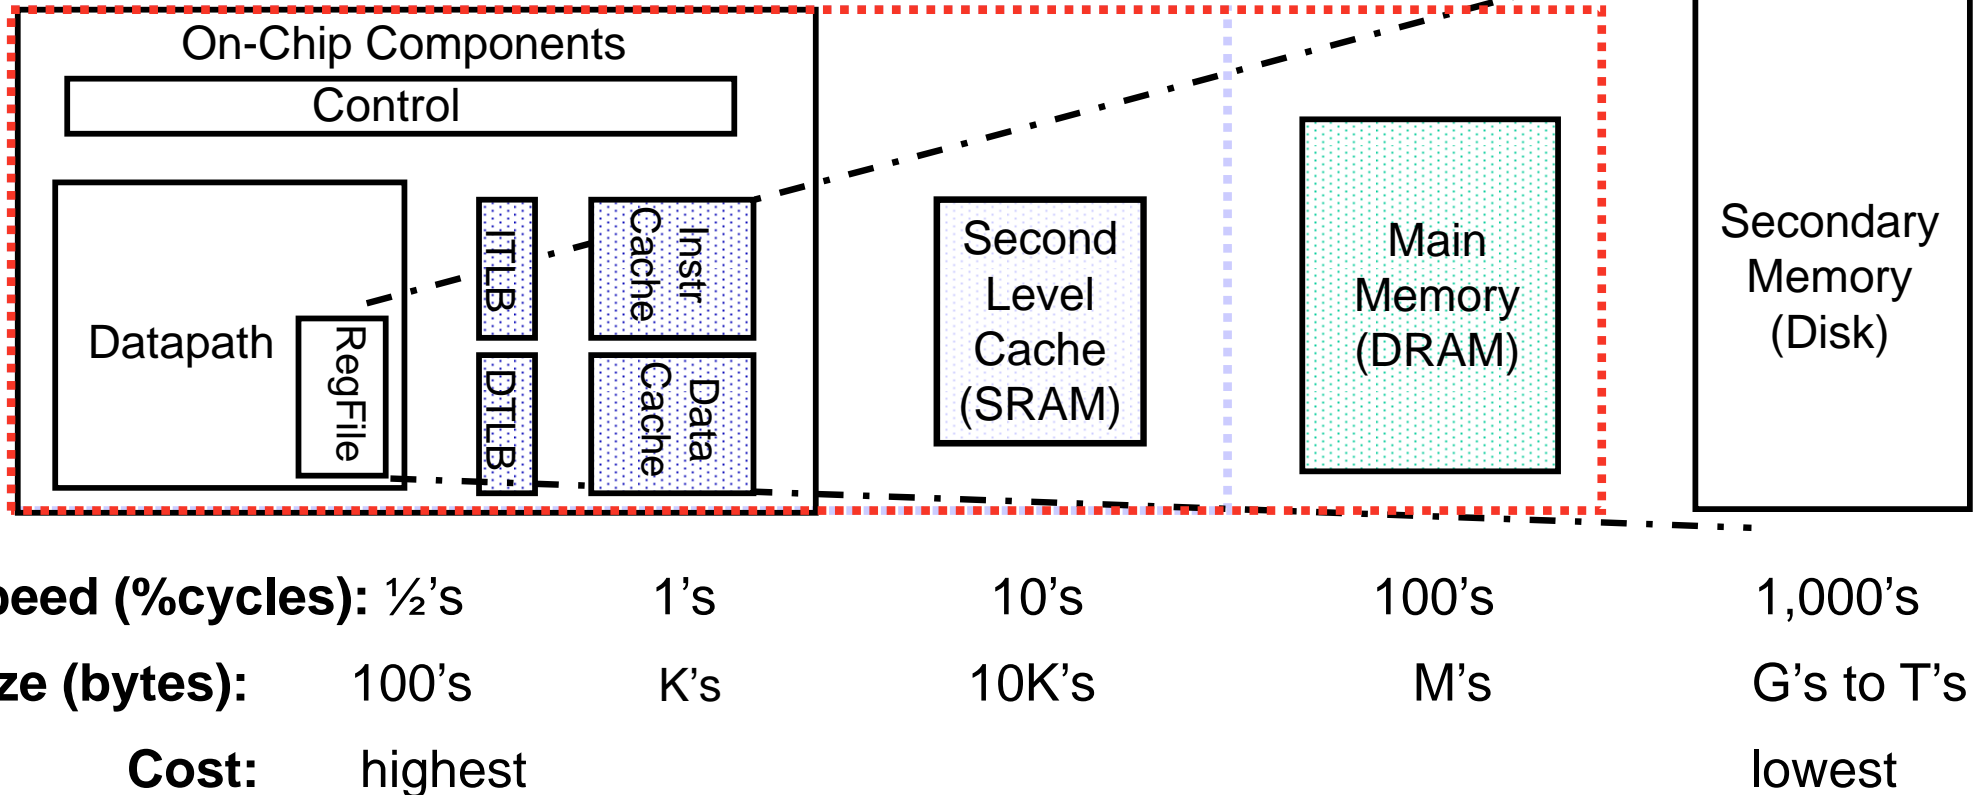 On-Chip Components
Control
Datapath
RegFile
ITLB
DTLB
Instr
Cache
Data
Cache
Second
Level
Cache
(SRAM)
Main
Memory
(DRAM)
Secondary
Memory
(Disk)
peed (%cycles): ½’s 1’s 10’s 100’s 1,000’s
ze (bytes): 100’s K’s 10K’s M’s G’s to T’s
Cost: highest lowest